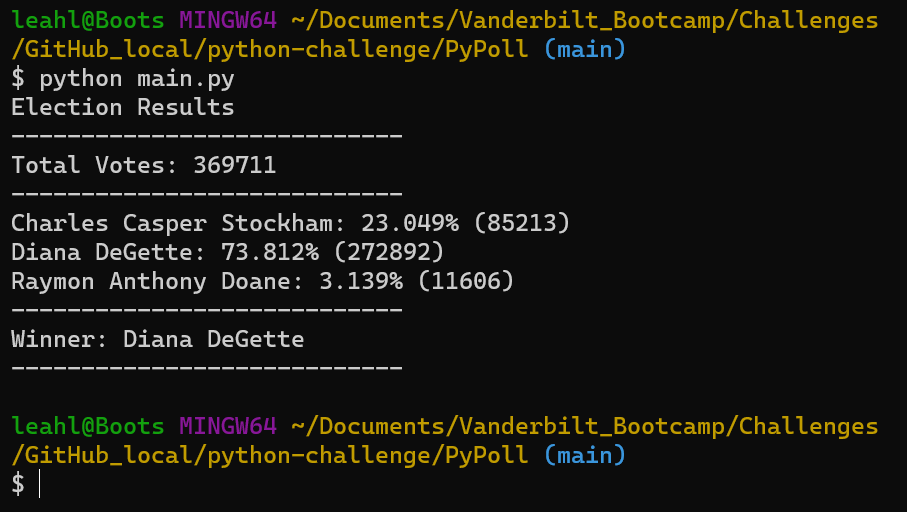 leahl@Boots MINGW64 ~/Documents/Vanderbilt_Bootcamp/Challenges
/GitHub_local/python-challenge/PyPoll (main)
$ python main.py
Election Results
----------------------------
Total Votes: 369711
----------------------------
Charles Casper Stockham: 23.049% (85213)
Diana DeGette: 73.812% (272892)
Raymon Anthony Doane: 3.139% (11606)
----------------------------
Winner: Diana DeGette
----------------------------
leahl@Boots MINGW64 ~/Documents/Vanderbilt_Bootcamp/Challenges
/GitHub_local/python-challenge/PyPoll (main)
$